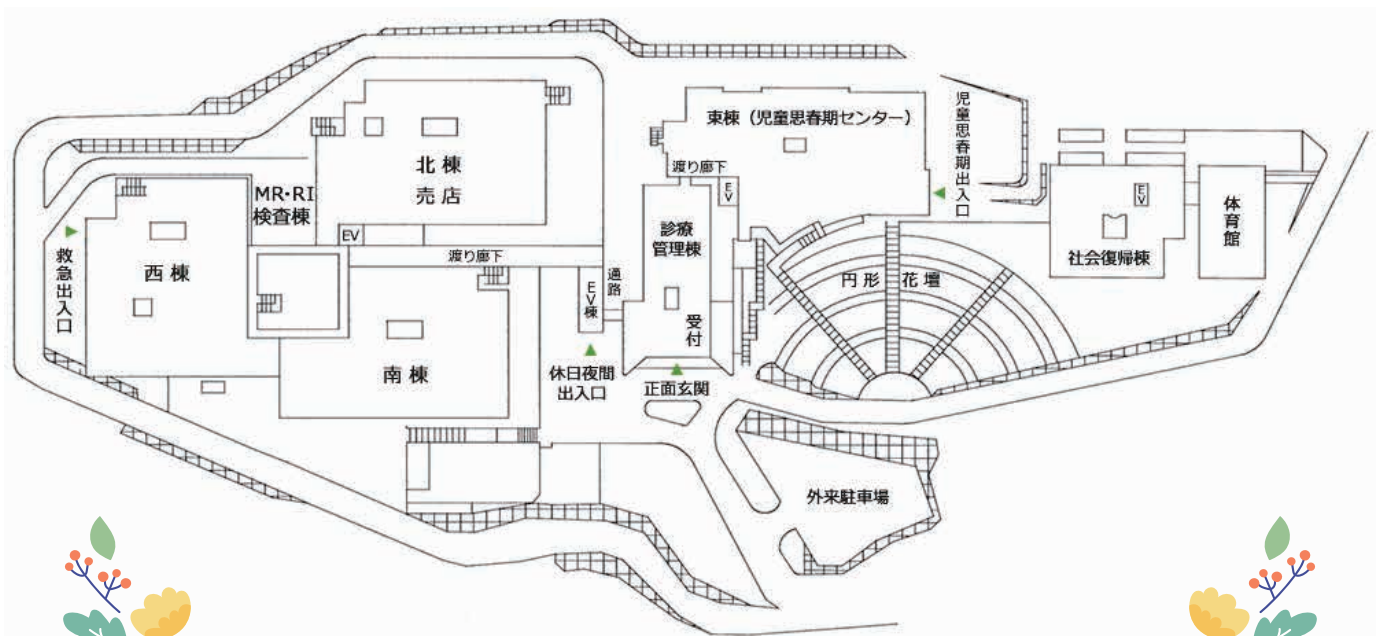 東棟（児童思春期センター）
児童思春期出入口
北棟
売店
渡り廊下
EV
MR・RI
検査棟
EV
体育館
診療
管理棟
EV
救急出入口
西棟
渡り廊下
社会復帰棟
通路
円形花壇
EV棟
受付
南棟
休日夜間
出入口
正面玄関
外来駐車場